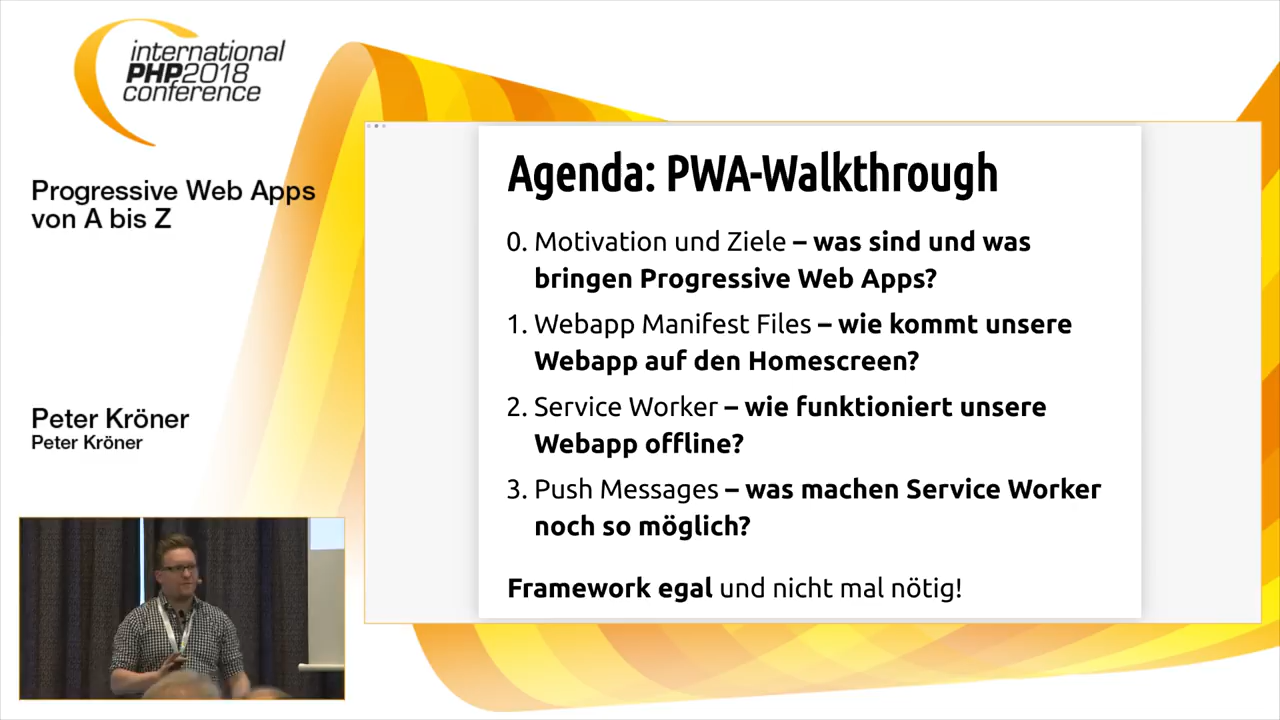 international
PHP2018
conference
Progressive Web Apps
von A bis Z
Peter Kröner
Peter Kröner
Agenda: PWA-Walkthrough
0. Motivation und Ziele – was sind und was
bringen Progressive Web Apps?
1. Webapp Manifest Files – wie kommt unsere
Webapp auf den Homescreen?
2. Service Worker – wie funktioniert unsere
Webapp offline?
3. Push Messages – was machen Service Worker
noch so möglich?
Framework egal und nicht mal nötig!